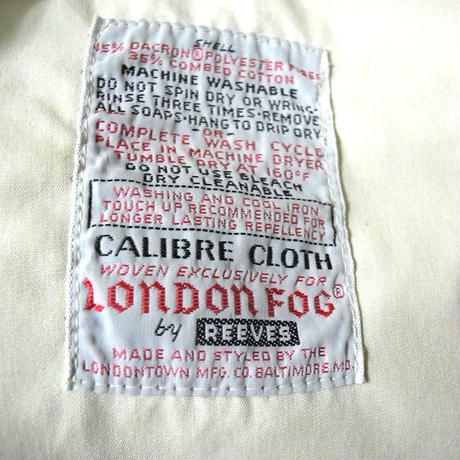 SHELL
65% DACRON® POLYESTER FIBER
35% COMBED COTTON
MACHINE WASHABLE
DO NOT SPIN DRY OR WRING·
RINSE THREE TIMES·REMOVE
ALL SOAPS·HANG TO DRIP DRY
-OR-
COMPLETE WASH CYCLE
PLACE IN MACHINE DRYER
TUMBLE DRY AT 160°F
DO NOT USE BLEACH
DRY CLEANABLE
WASHING AND COOL IRON
TOUCH UP RECOMMENDED FOR
LONGER LASTING REPELLENCY
CALIBRE CLOTH
WOVEN EXCLUSIVELY FOR
LONDON FOG®
by REEVES
MADE AND STYLED BY THE
LONDONTOWN MFG. CO. BALTIMORE, MD.